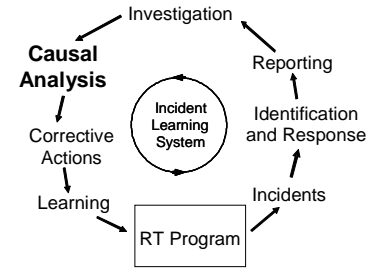 Investigation
Causal
Analysis
Reporting
Incident
Learning
System
Identification
and Response
Corrective
Actions
Learning
Incidents
RT Program